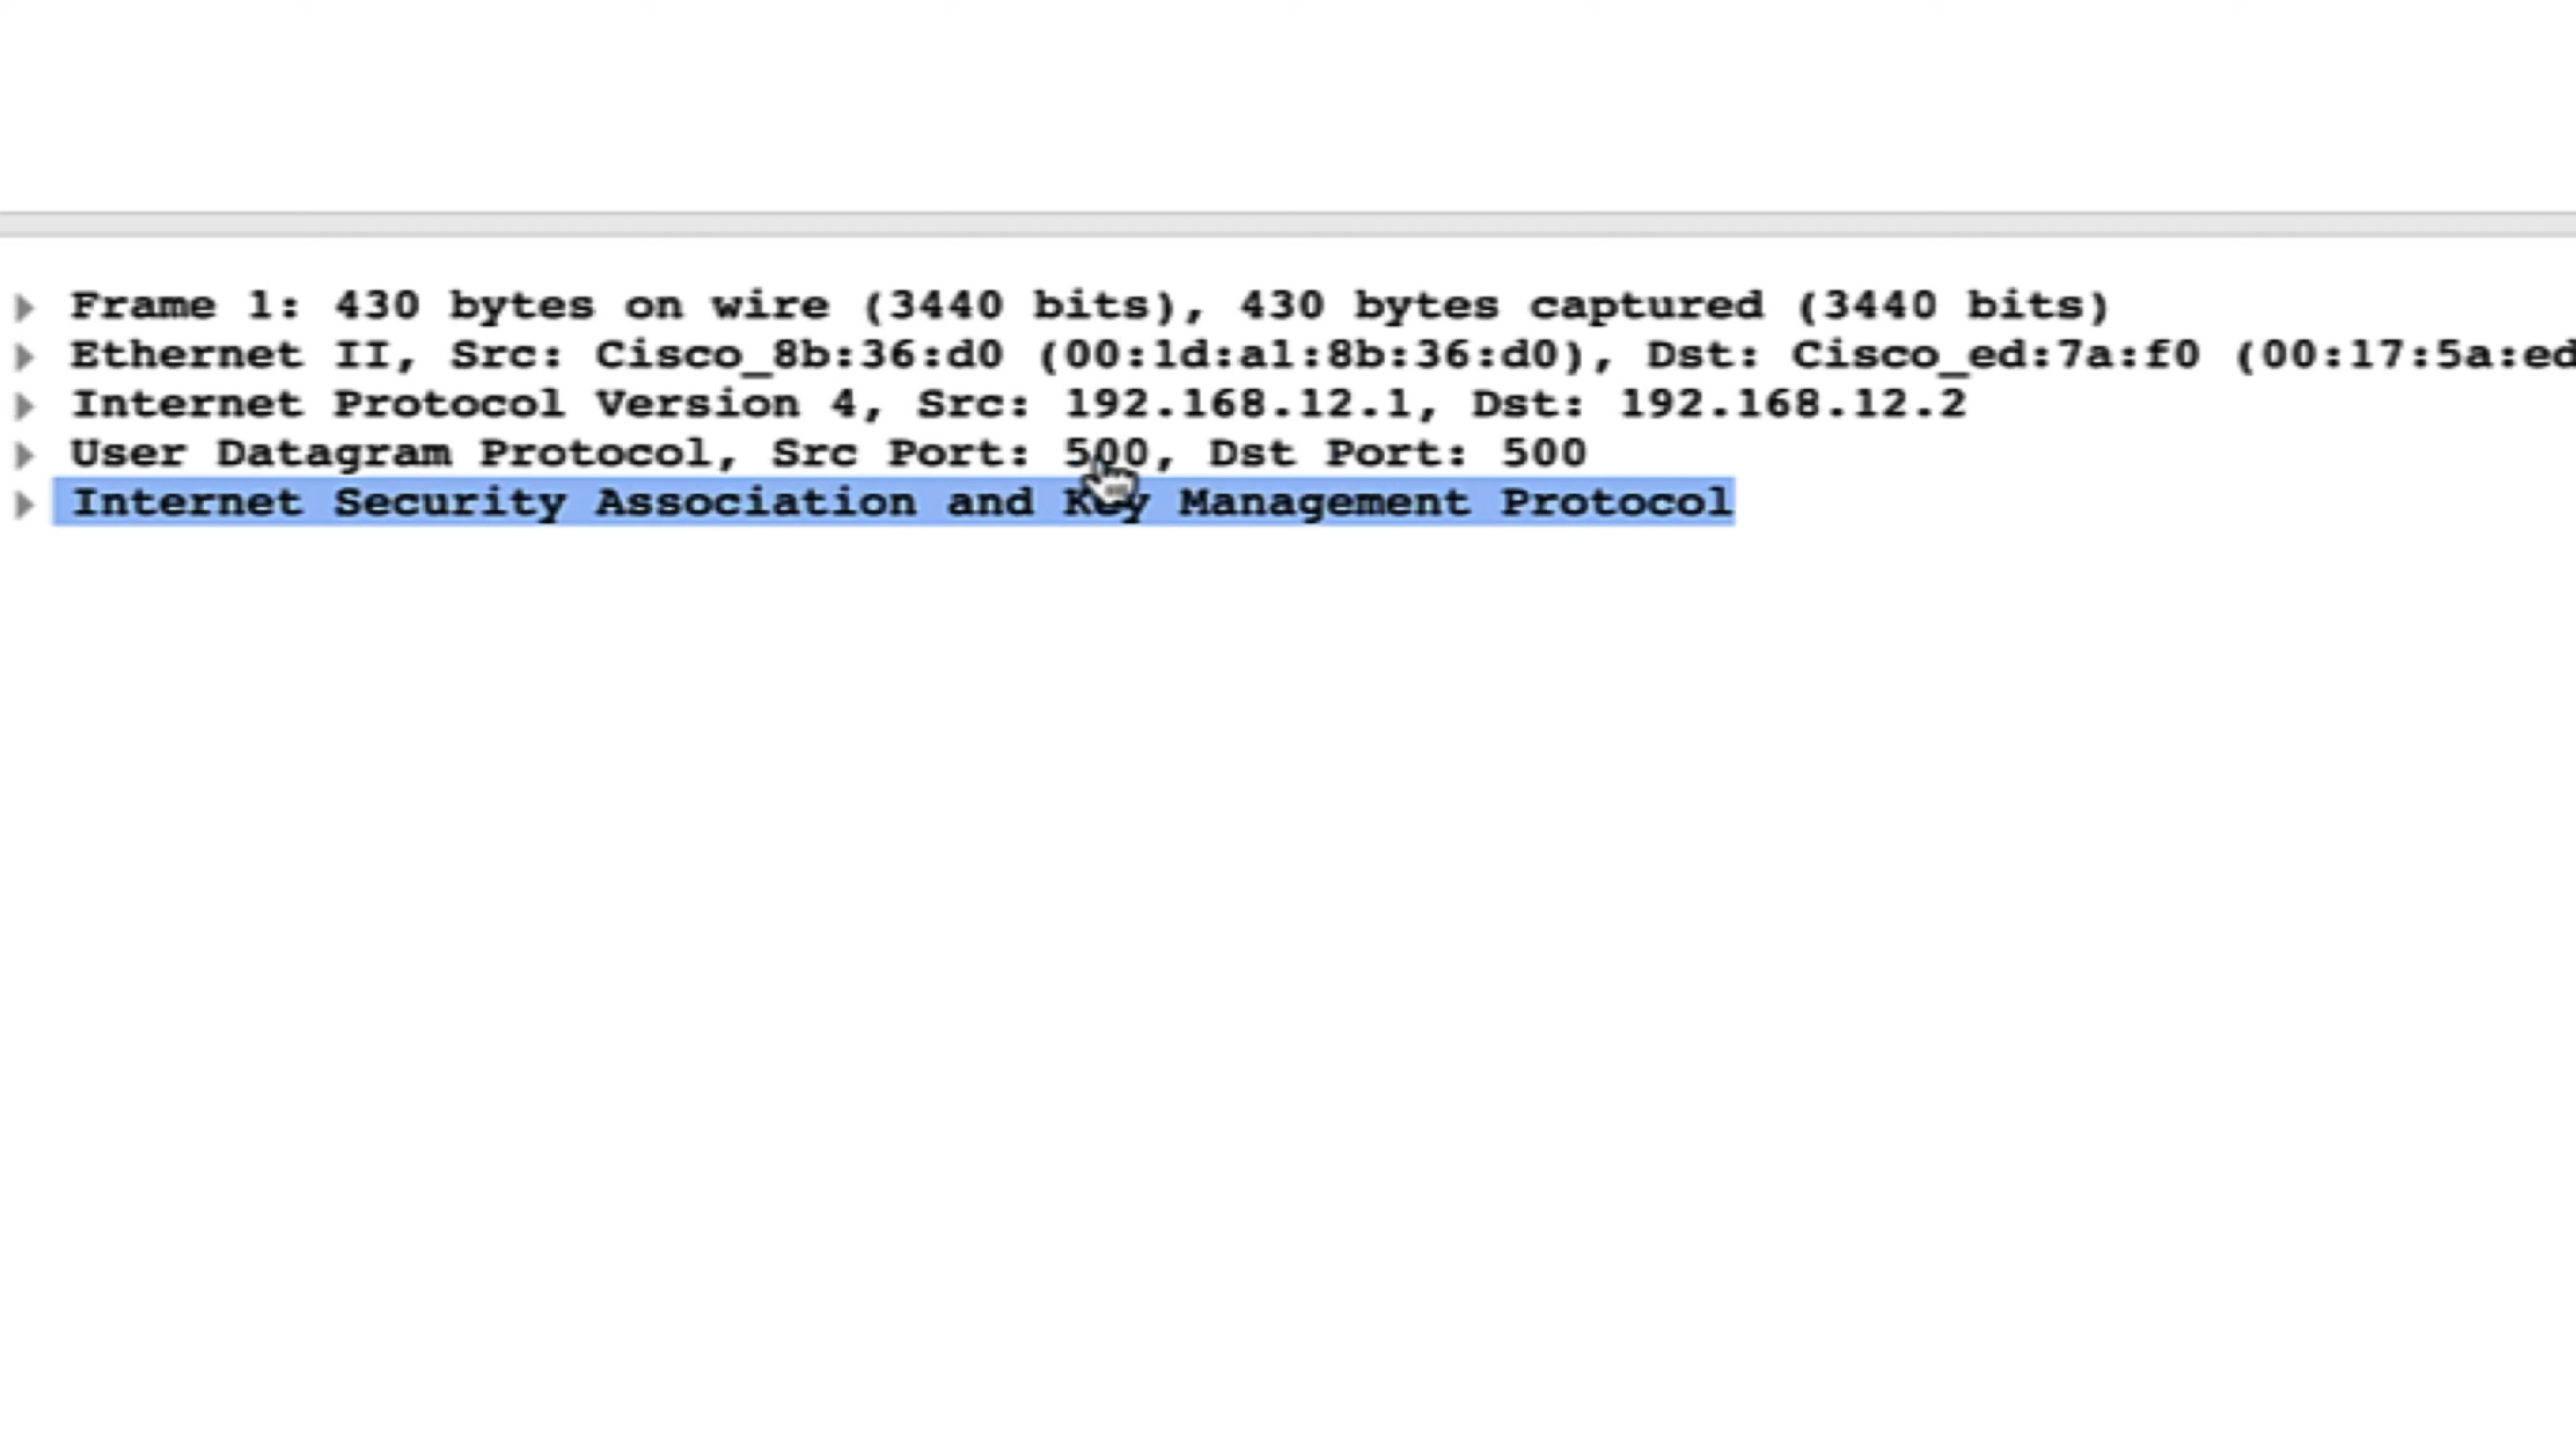 Frame 1: 430 bytes on wire (3440 bits), 430 bytes captured (3440 bits)
Ethernet II, Src: Cisco_8b:36:d0 (00:1d:a1:8b:36:d0), Dst: Cisco_ed:7a:f0 (00:17:5a:ed
Internet Protocol Version 4, Src: 192.168.12.1, Dst: 192.168.12.2
User Datagram Protocol, Src Port: 500, Dst Port: 500
Internet Security Association and Key Management Protocol